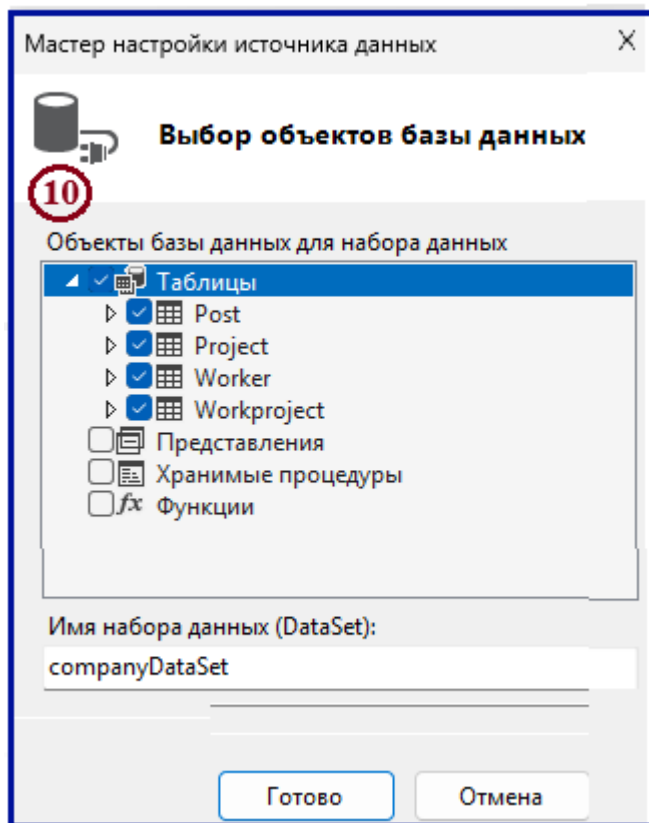 Мастер настройки источника данных
Выбор объектов базы данных
10
Объекты базы данных для набора данных
Таблицы
Post
Project
Worker
Workproject
Представления
Хранимые процедуры
fx Функции
Имя набора данных (DataSet):
companyDataSet
Готово Отмена